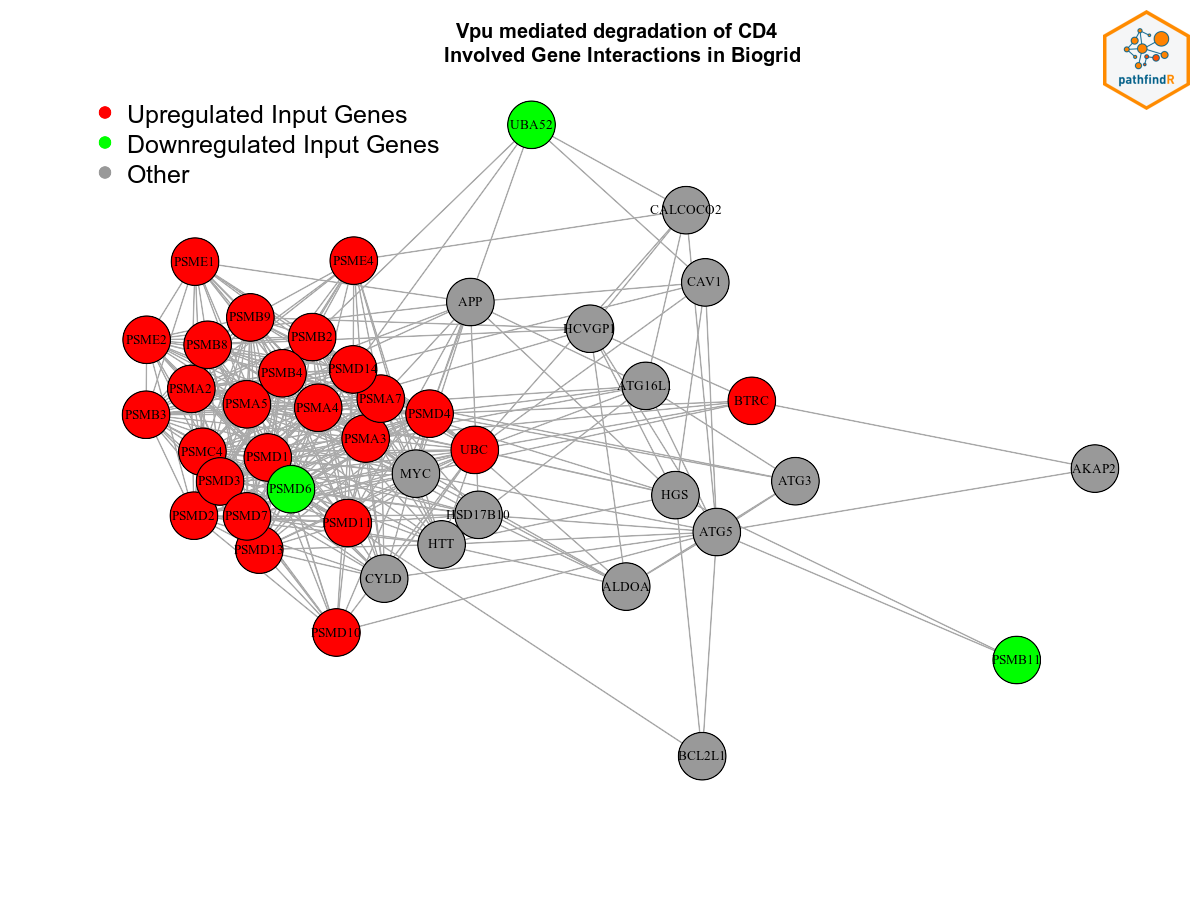 Vpu mediated degradation of CD4
Involved Gene Interactions in Biogrid
pathfindR
Upregulated Input Genes
Downregulated Input Genes
Other
UBA52
CALCOCO2
PSME1
PSME4
CAV1
APP
PSMB9
HCVGP1
PSME2
PSMB8
PSMB2
PSMB4
PSMD14
PSMA2
ATG16L1
PSMA5
PSMA4
PSMA7
BTRC
PSMB3
PSMD4
PSMA3
PSMC4
PSMD1
UBC
MYC
AKAP2
PSMD3
PSMD6
ATG3
HGS
PSMD2
PSMD7
PSMD11
HSD17B10
ATG5
PSMD13
HTT
CYLD
ALDOA
PSMD10
PSMB11
BCL2L1